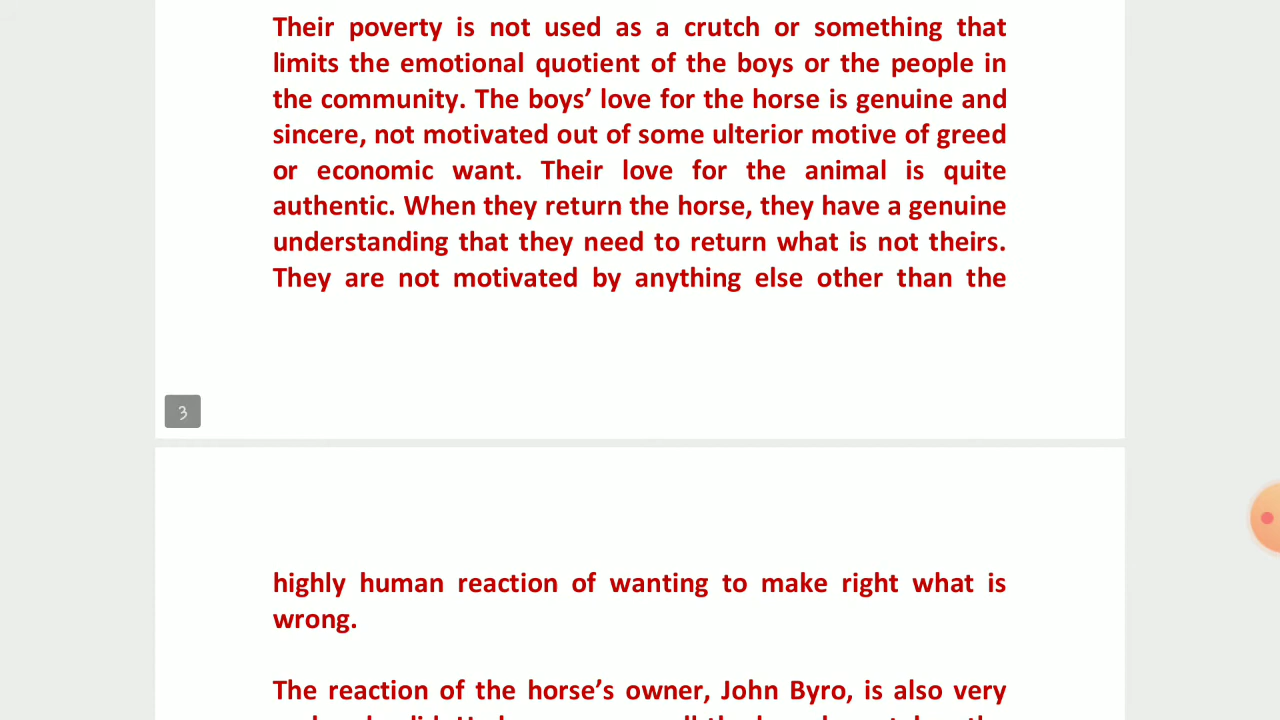 Their poverty is not used as a crutch or something that
limits the emotional quotient of the boys or the people in
the community. The boys’ love for the horse is genuine and
sincere, not motivated out of some ulterior motive of greed
or economic want. Their love for the animal is quite
authentic. When they return the horse, they have a genuine
understanding that they need to return what is not theirs.
They are not motivated by anything else other than the
3
highly human reaction of wanting to make right what is
wrong.
The reaction of the horse’s owner, John Byro, is also very